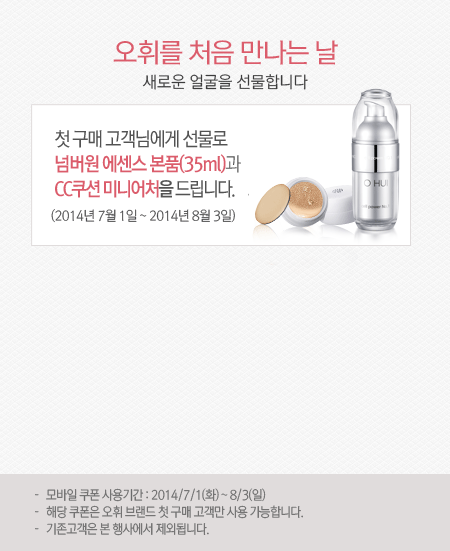 오휘를 처음 만나는 날
새로운 얼굴을 선물합니다
첫 구매 고객님에게 선물로
넘버원 에센스 본품(35ml)과
CC쿠션 미니어처을 드립니다.
(2014년 7월 1일 ~ 2014년 8월 3일)
O HUI
- 모바일 쿠폰 사용기간 : 2014/7/1(화) ~ 8/3(일)
- 해당 쿠폰은 오휘 브랜드 첫 구매 고객만 사용 가능합니다.
- 기존고객은 본 행사에서 제외됩니다.